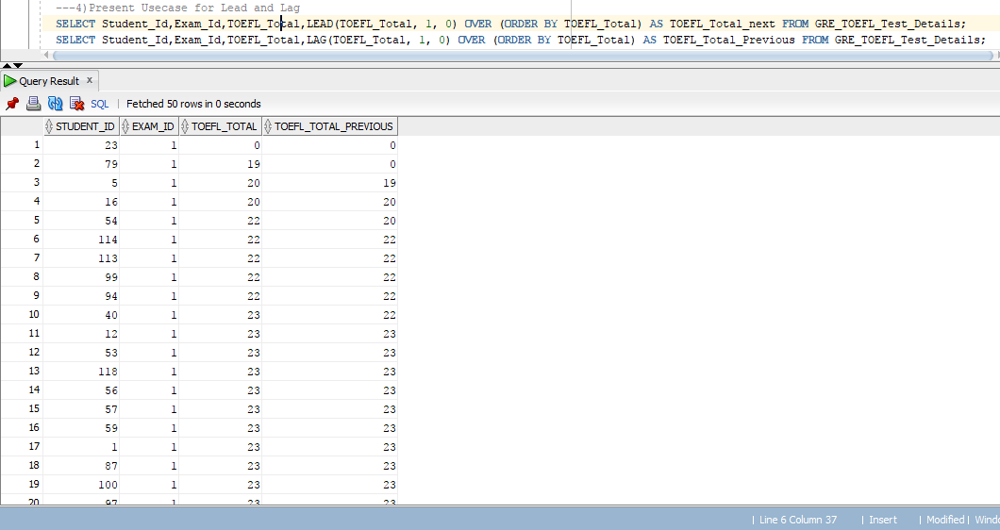 ---4)Present Usecase for Lead and Lag
SELECT Student_Id,Exam_Id,TOEFL_Total,LEAD(TOEFL_Total, 1, 0) OVER (ORDER BY TOEFL_Total) AS TOEFL_Total_next FROM GRE_TOEFL_Test_Details;
SELECT Student_Id,Exam_Id,TOEFL_Total,LAG(TOEFL_Total, 1, 0) OVER (ORDER BY TOEFL_Total) AS TOEFL_Total_Previous FROM GRE_TOEFL_Test_Details;
Query Result x
SQL | Fetched 50 rows in 0 seconds
STUDENT_ID EXAM_ID TOEFL_TOTAL TOEFL_TOTAL_PREVIOUS
1 23 1 0 0
2 79 1 19 0
3 5 1 20 19
4 16 1 20 20
5 54 1 22 20
6 114 1 22 22
7 113 1 22 22
8 99 1 22 22
9 94 1 22 22
10 40 1 23 22
11 12 1 23 23
12 53 1 23 23
13 118 1 23 23
14 56 1 23 23
15 57 1 23 23
16 59 1 23 23
17 1 1 23 23
18 87 1 23 23
19 100 1 23 23
20 97 1 23 23
| Line 6 Column 37 | Insert | Modified | Windo